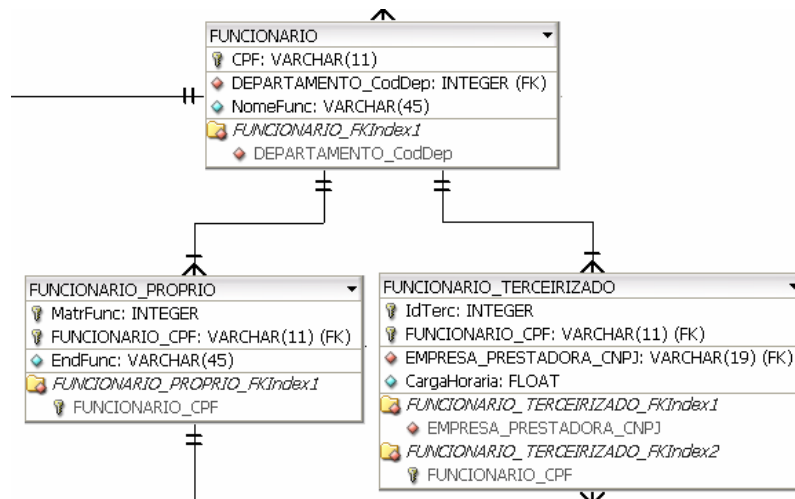 FUNCIONARIO
CPF: VARCHAR(11)
DEPARTAMENTO_CodDep: INTEGER (FK)
NomeFunc: VARCHAR(45)
FUNCIONARIO_FKIndex1
DEPARTAMENTO_CodDep
FUNCIONARIO_PROPRIO
MatrFunc: INTEGER
FUNCIONARIO_CPF: VARCHAR(11) (FK)
EndFunc: VARCHAR(45)
FUNCIONARIO_PROPRIO_FKIndex1
FUNCIONARIO_CPF
FUNCIONARIO_TERCEIRIZADO
IdTerc: INTEGER
FUNCIONARIO_CPF: VARCHAR(11) (FK)
EMPRESA_PRESTADORA_CNPJ: VARCHAR(19) (FK)
CargaHoraria: FLOAT
FUNCIONARIO_TERCEIRIZADO_FKIndex1
EMPRESA_PRESTADORA_CNPJ
FUNCIONARIO_TERCEIRIZADO_FKIndex2
FUNCIONARIO_CPF